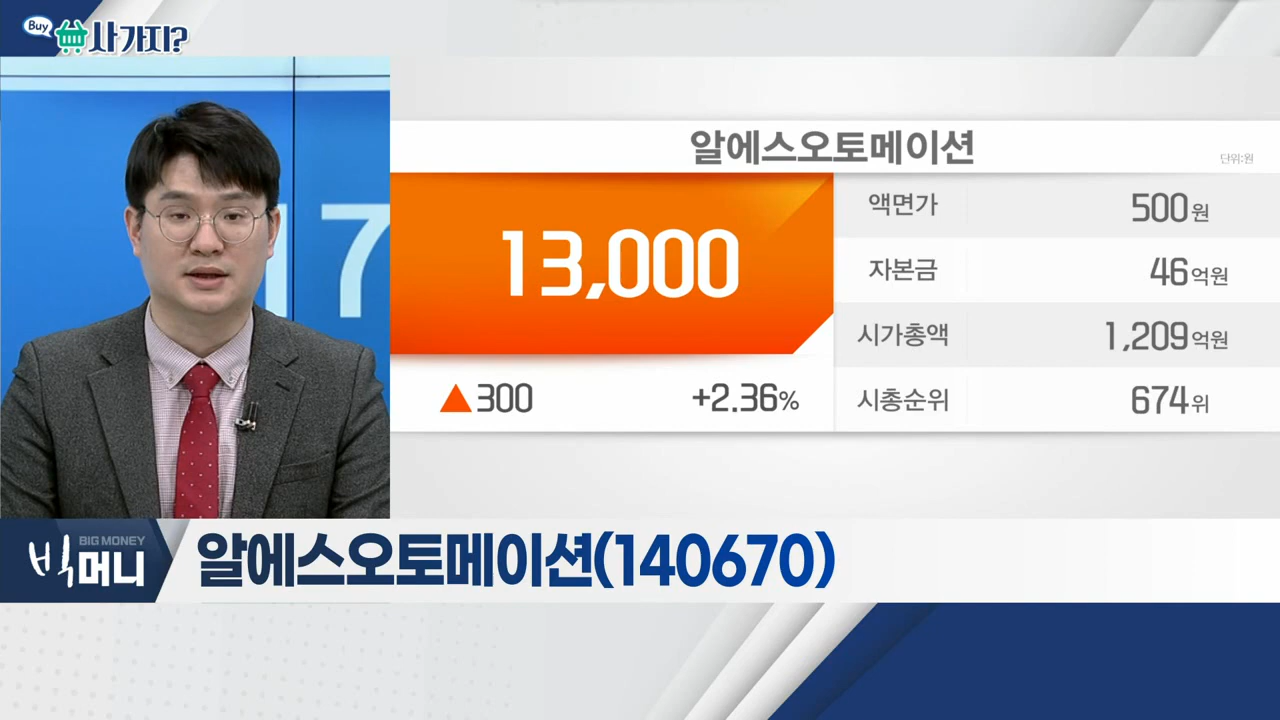 Buy
사가지?
알에스오토메이션
단위:원
13,000
▲300 +2.36%
액면가 500원
자본금 46억원
시가총액 1,209억원
시총순위 674위
17
BIG MONEY
빅머니
알에스오토메이션(140670)